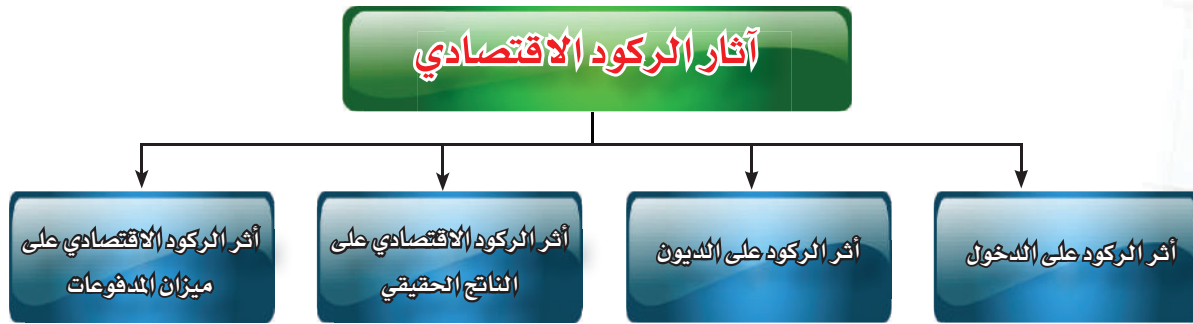 آثار الركود الاقتصادي
أثر الركود على الدخول
أثر الركود على الديون
أثر الركود الاقتصادي على
الناتج الحقيقي
أثر الركود الاقتصادي على
ميزان المدفوعات